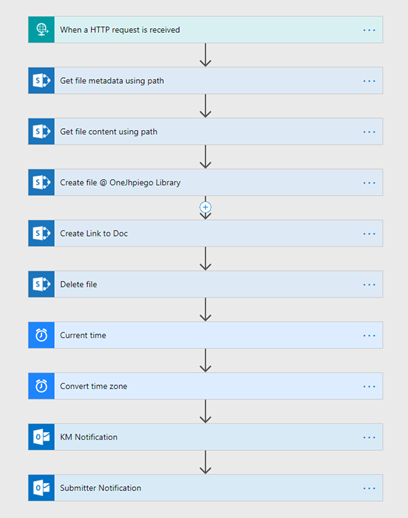 When a HTTP request is received
Get file metadata using path
Get file content using path
Create file @ OneJhpiego Library
Create Link to Doc
Delete file
Current time
Convert time zone
KM Notification
Submitter Notification